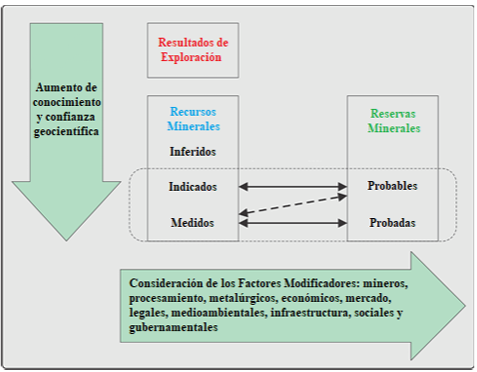 Resultados de
Exploración
Aumento de
conocimiento
y confianza
geocientífica
Recursos
Minerales
Reservas
Minerales
Inferidos
Indicados
Probables
Medidos
Probadas
Consideración de los Factores Modificadores: mineros,
procesamiento, metalúrgicos, económicos, mercado,
legales, medioambientales, infraestructura, sociales y
gubernamentales